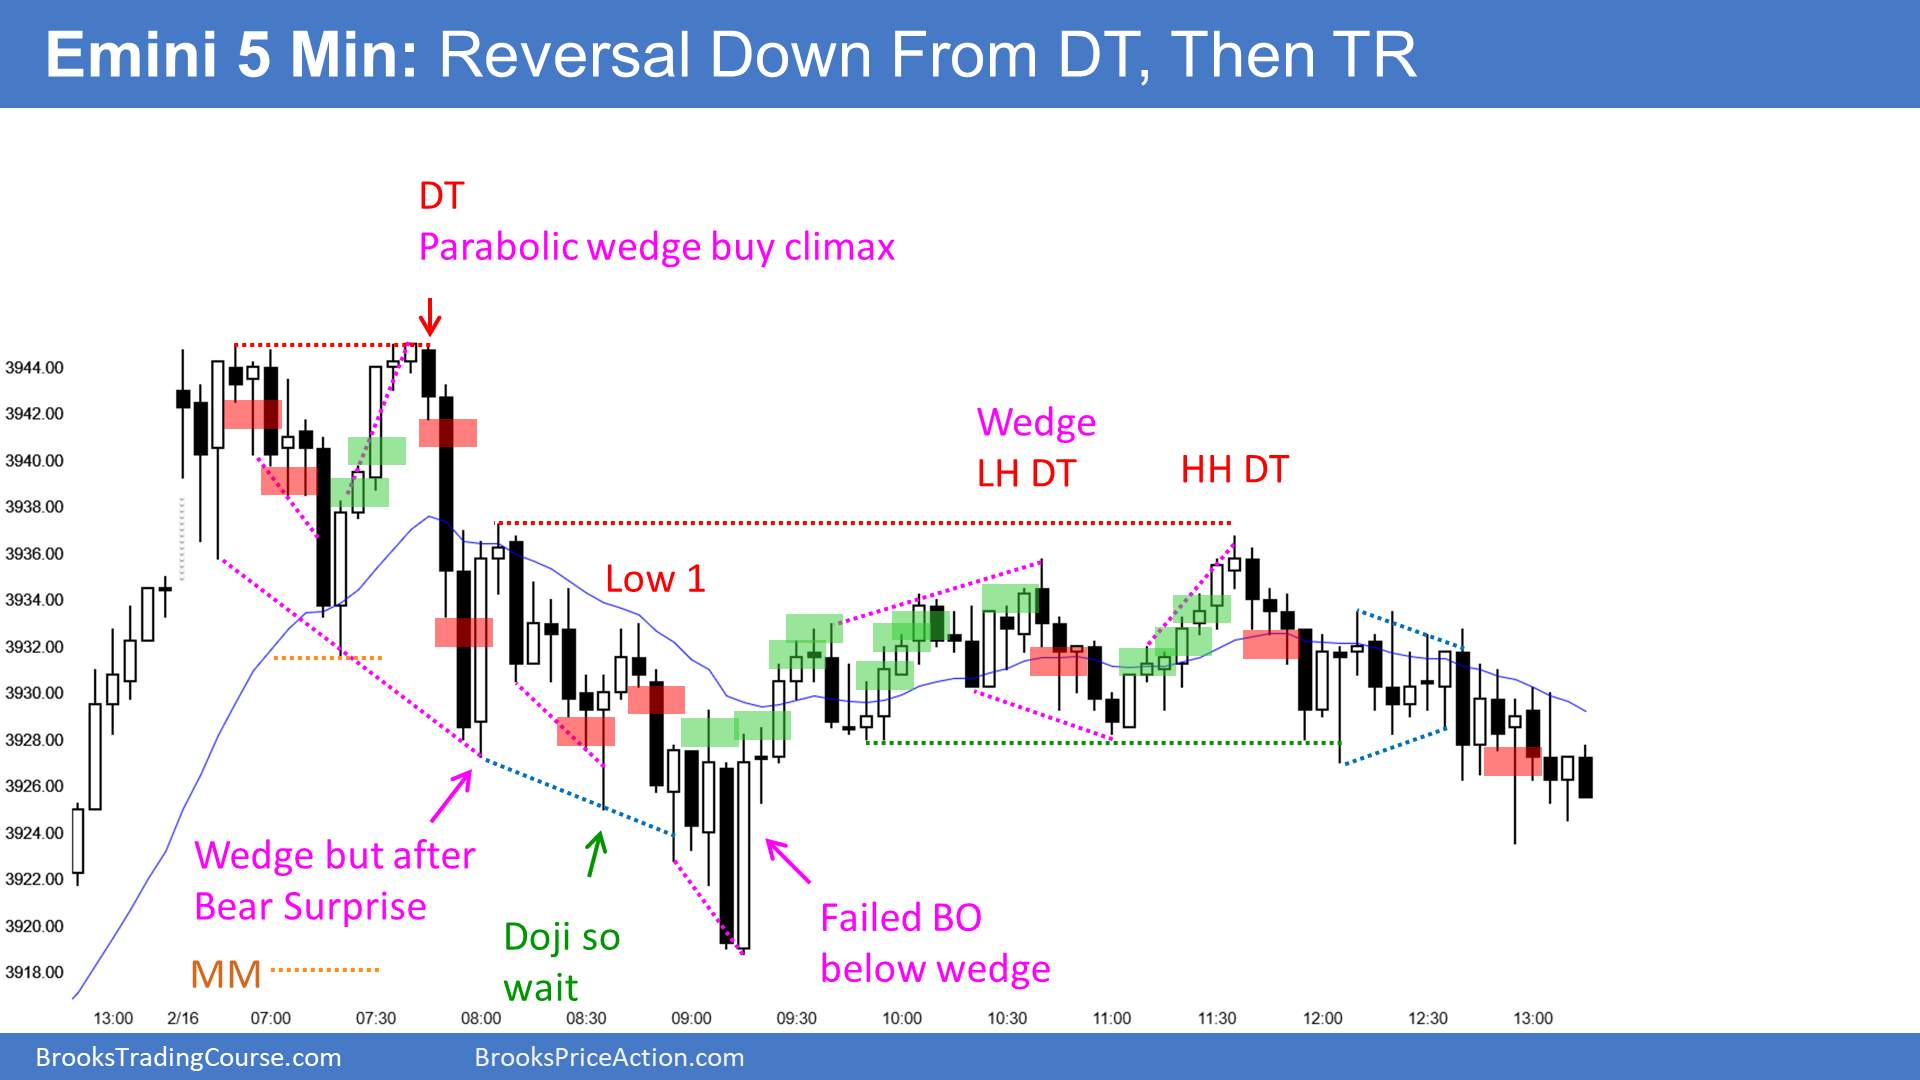 Emini 5 Min: Reversal Down From DT, Then TR
DT
Parabolic wedge buy climax
Wedge
LH DT
HH DT
Low 1
Wedge but after
Bear Surprise
MM
Doji so
wait
Failed BO
below wedge
3944.00
3942.00
3940.00
3938.00
3936.00
3934.00
3932.00
3930.00
3928.00
3926.00
3924.00
3922.00
3920.00
3918.00
13:00 2/16 07:00 07:30 08:00 08:30 09:00 09:30 10:00 10:30 11:00 11:30 12:00 12:30 13:00
BrooksTradingCourse.com BrooksPriceAction.com